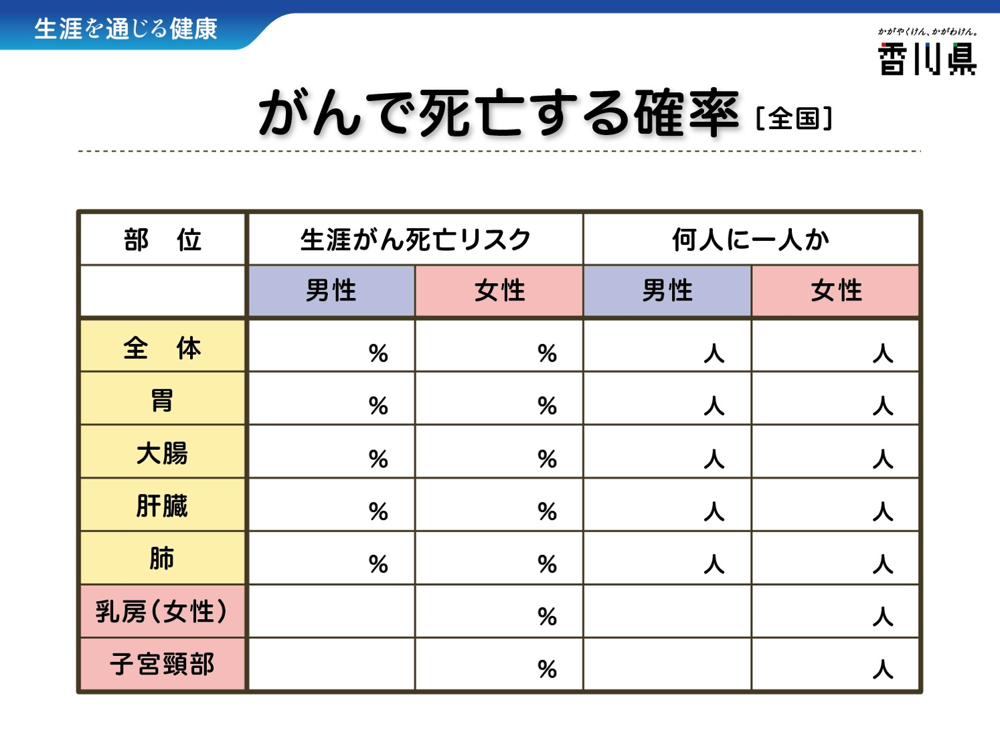 生涯を通じる健康
かがやくけん、かがわけん。
香川県
がんで死亡する確率 [全国]
部　位 生涯がん死亡リスク 何人に一人か
男性 女性 男性 女性
全　体 % % 人 人
胃 % % 人 人
大腸 % % 人 人
肝臓 % % 人 人
肺 % % 人 人
乳房(女性) % 人
子宮頸部 % 人